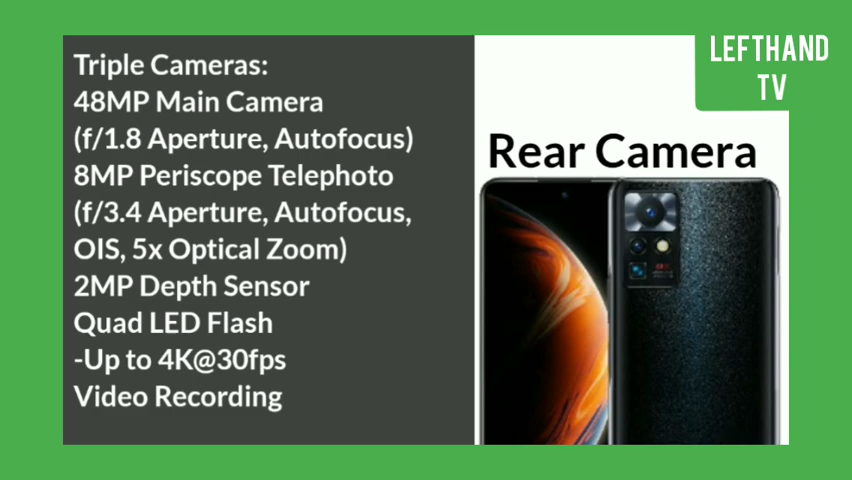 LEFTHAND
TV
Triple Cameras:
48MP Main Camera
(f/1.8 Aperture, Autofocus)
8MP Periscope Telephoto
(f/3.4 Aperture, Autofocus,
OIS, 5x Optical Zoom)
2MP Depth Sensor
Quad LED Flash
-Up to 4K@30fps
Video Recording
Rear Camera